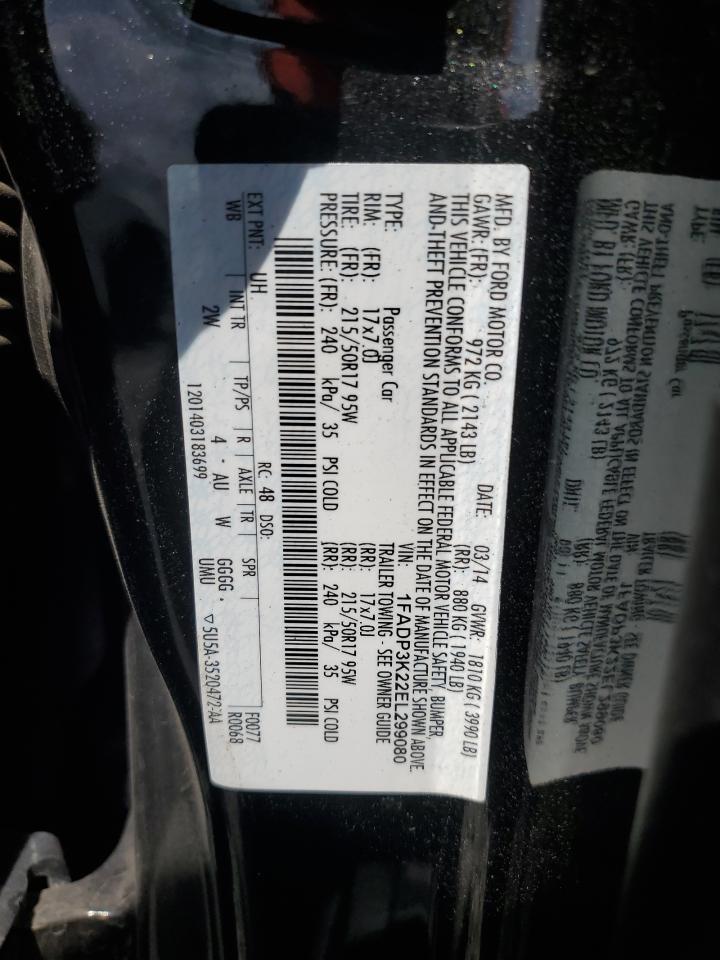 MFD. BY FORD MOTOR CO.
DATE: 03/14 GVWR: 1810 KG ( 3990 LB)
GAWR: (FR): 972 KG ( 2143 LB) (RR): 880 KG ( 1940 LB)
THIS VEHICLE CONFORMS TO ALL APPLICABLE FEDERAL MOTOR VEHICLE SAFETY, BUMPER,
AND THEFT PREVENTION STANDARDS IN EFFECT ON THE DATE OF MANUFACTURE SHOWN ABOVE.
VIN: 1FADP3K22EL299080
TYPE: Passenger Car TRAILER TOWING - SEE OWNER GUIDE
RIM: (FR): 17x7.0J (RR): 17x7.0J
TIRE: (FR): 215/50R17 95W (RR): 215/50R17 95W
PRESSURE: (FR): 240 kPa/ 35 PSI COLD (RR): 240 kPa/ 35 PSI COLD
EXT PNT: UH RC: 48 DSO: F0077
WB INT TR TP/PS R AXLE TR SPR R0068
2W 4 AU W GGGG UMU
1201403183699 ▽5U5A-3520472-AA